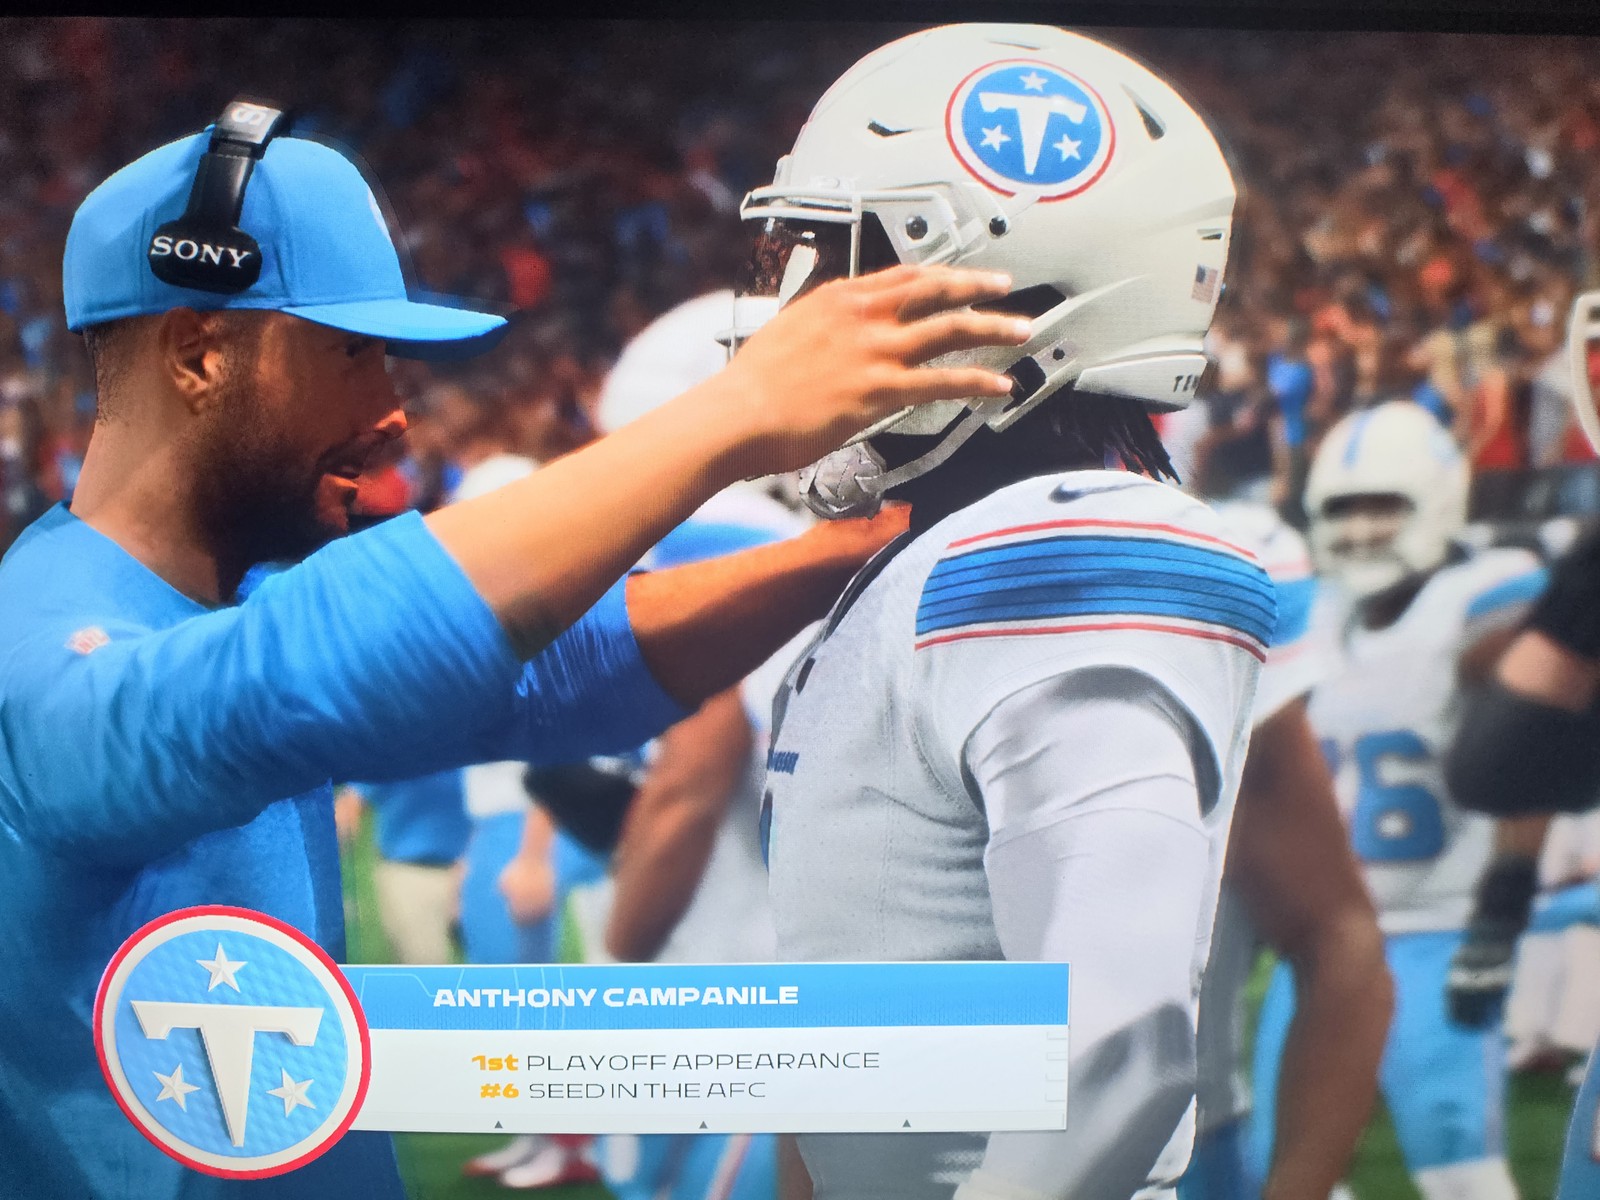 SONY
ANTHONY CAMPANILE
1st PLAYOFF APPEARANCE
#6 SEED IN THE AFC